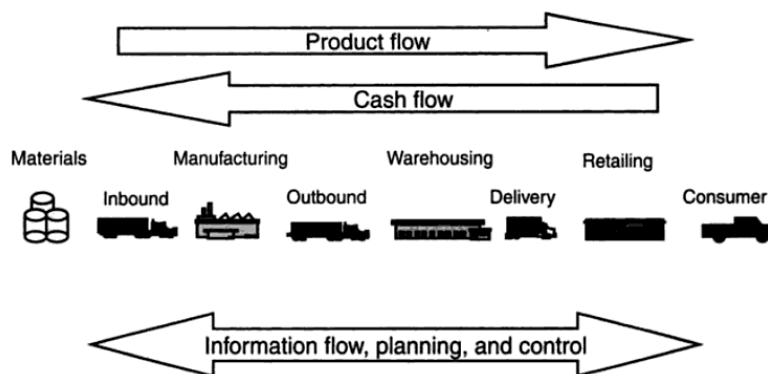 Product flow
Cash flow
Materials Manufacturing Warehousing Retailing
Inbound Outbound Delivery Consumer
Information flow, planning, and control